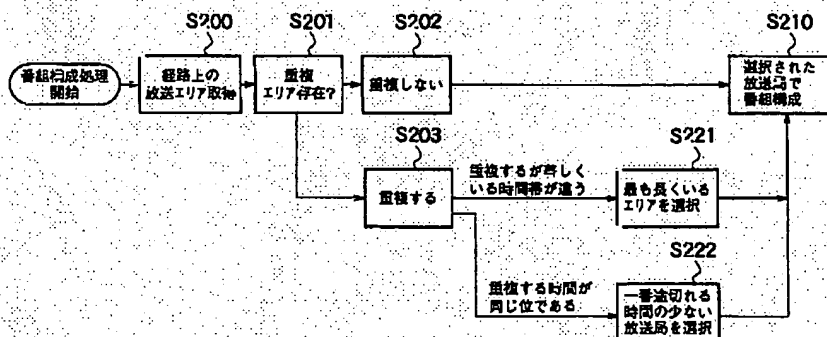 S200
S201
S202
S210
番組構成処理
開始
経路上の
放送エリア取得
重複
エリア存在?
重複しない
選択された
放送局で
番組構成
S203
重複する
重複するが著しく
いる時間帯が違う
S221
最も長くいる
エリアを選択
重複する時間が
同じ位である
S222
一番途切れる
時間の少ない
放送局を選択